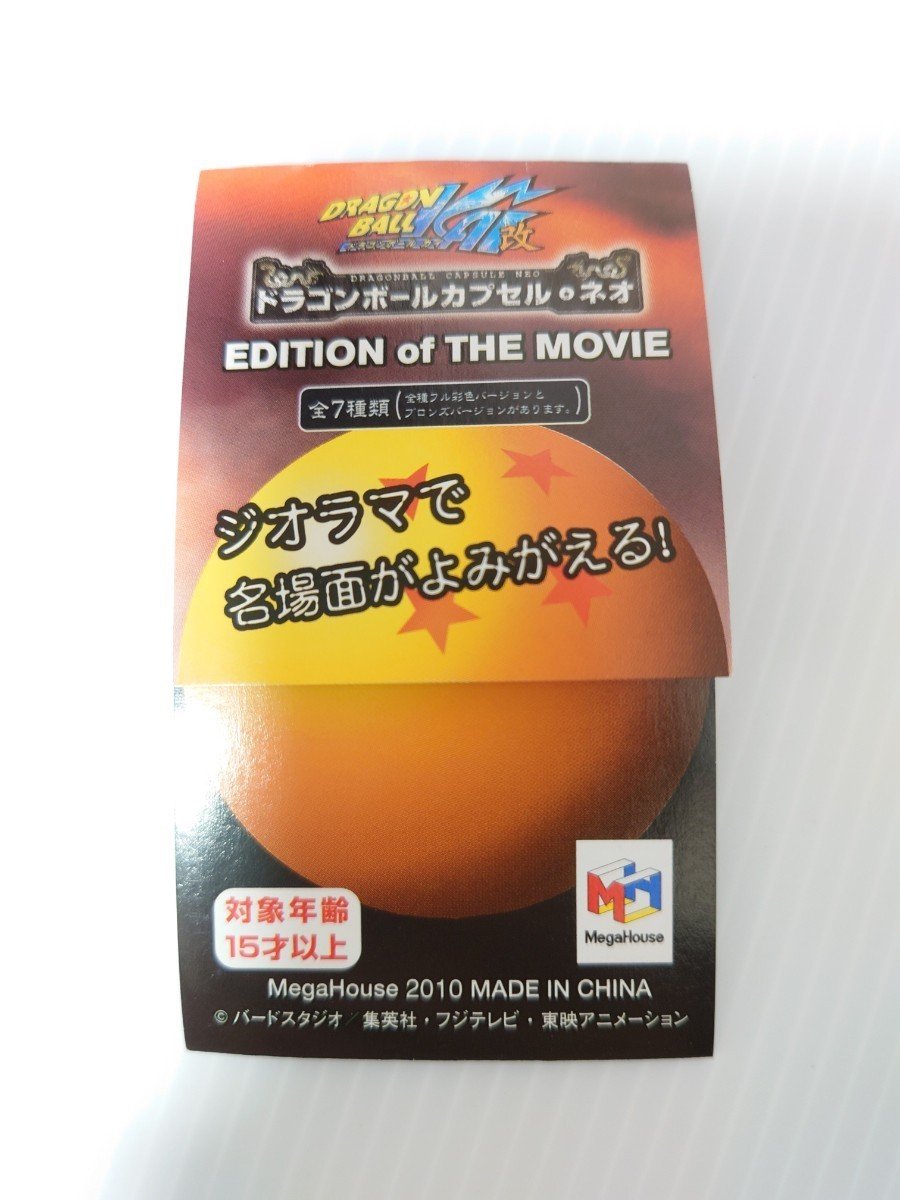 DRAGON
BALL KAI 改
DRAGONBALL CAPSULE NEO
ドラゴンボールカプセル・ネオ
EDITION of THE MOVIE
全7種類(全種フル彩色バージョンと
ブロンズバージョンがあります。)
ジオラマで
名場面がよみがえる!
対象年齢
15才以上
MegaHouse
MegaHouse 2010 MADE IN CHINA
©バードスタジオ/集英社・フジテレビ・東映アニメーション